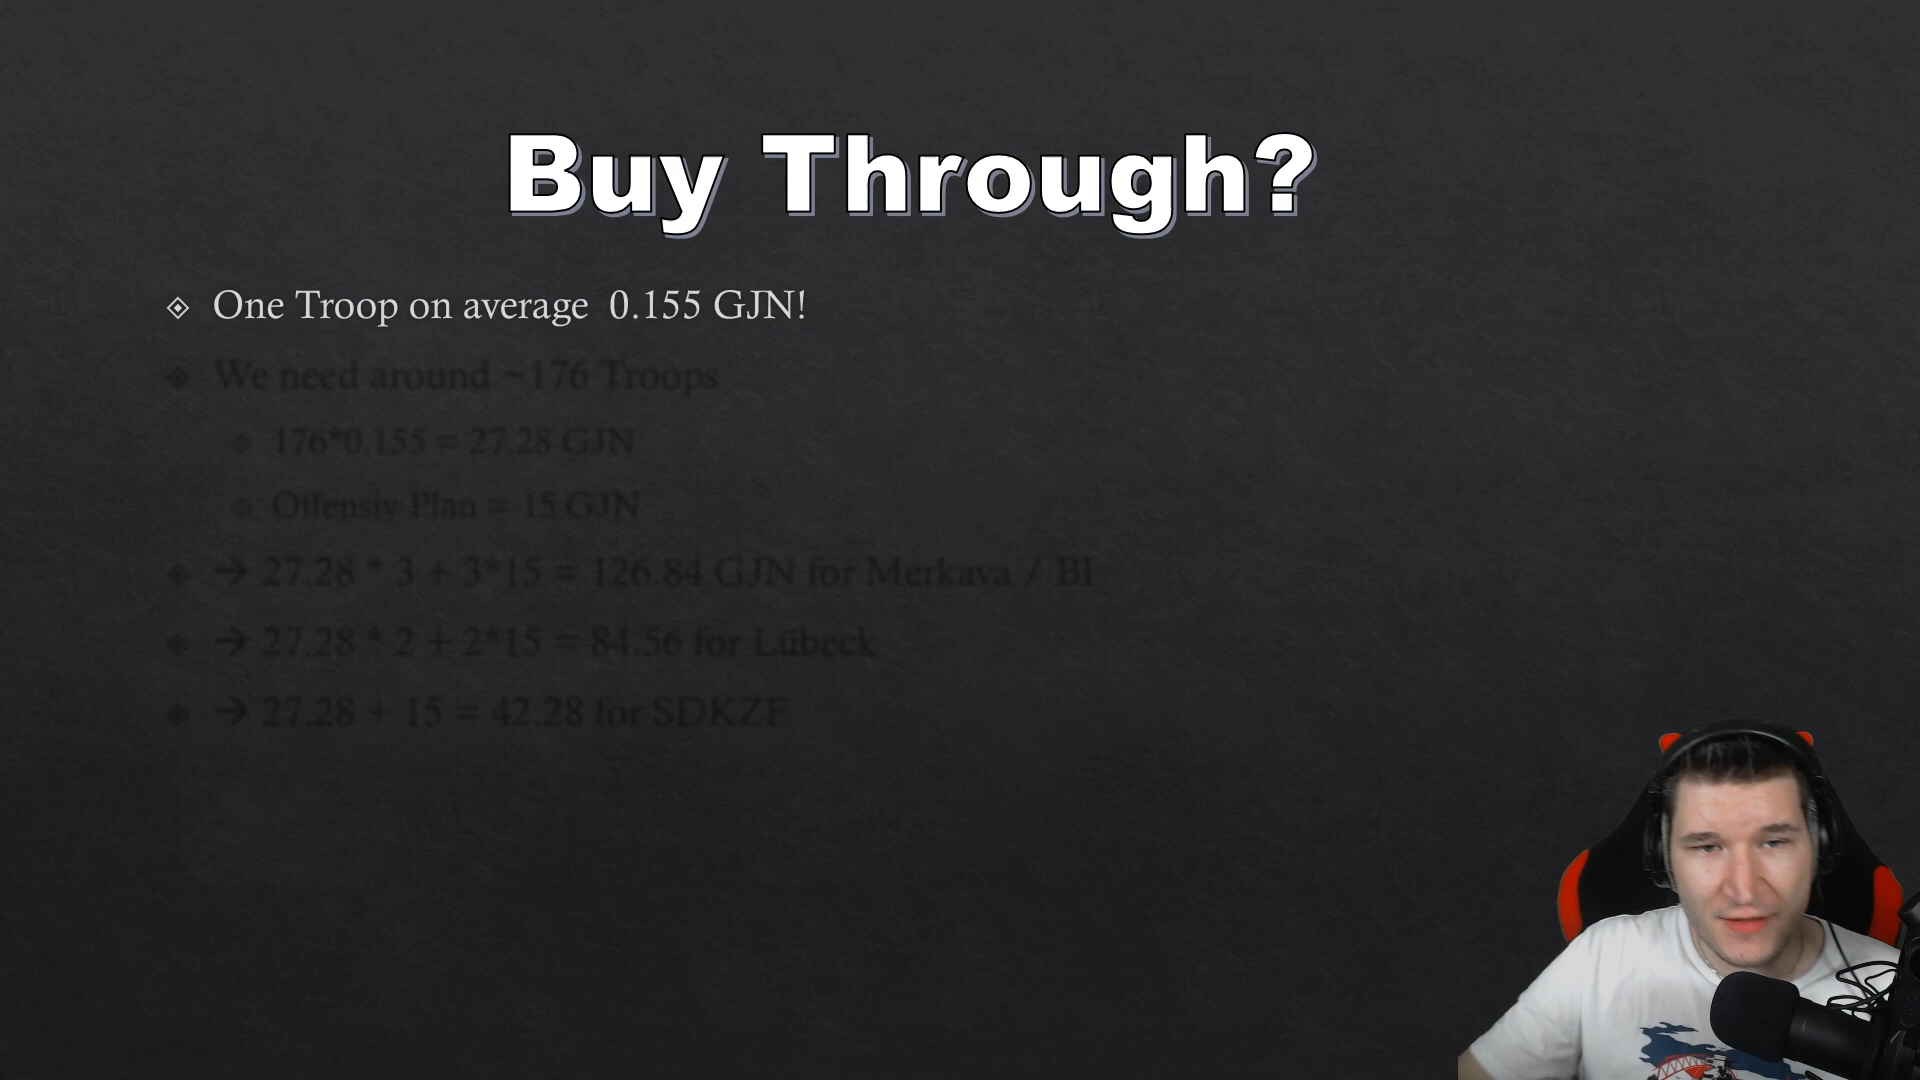 Buy Through?
One Troop on average 0.155 GJN!
We need around ~176 Troops
176*0.155 = 27.28 GJN
Offensiv Plan = 15 GJN
→ 27.28 * 3 + 3*15 = 126.84 GJN for Merkava / BI
→ 27.28 * 2 + 2*15 = 84.56 for Lübeck
→ 27.28 + 15 = 42.28 for SDKZF